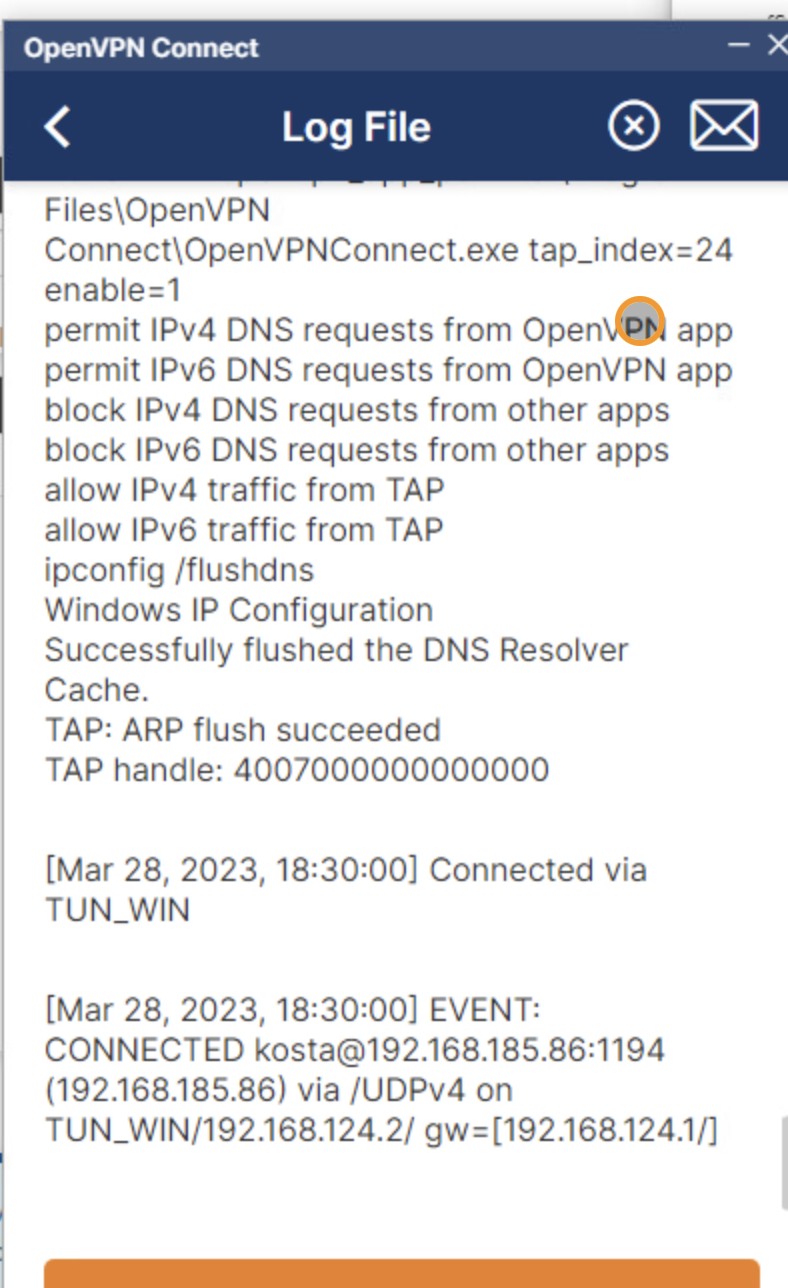 OpenVPN Connect
Log File
Files\OpenVPN
Connect\OpenVPNConnect.exe tap_index=24
enable=1
permit IPv4 DNS requests from OpenVPN app
permit IPv6 DNS requests from OpenVPN app
block IPv4 DNS requests from other apps
block IPv6 DNS requests from other apps
allow IPv4 traffic from TAP
allow IPv6 traffic from TAP
ipconfig /flushdns
Windows IP Configuration
Successfully flushed the DNS Resolver
Cache.
TAP: ARP flush succeeded
TAP handle: 4007000000000000
[Mar 28, 2023, 18:30:00] Connected via
TUN_WIN
[Mar 28, 2023, 18:30:00] EVENT:
CONNECTED kosta@192.168.185.86:1194
(192.168.185.86) via /UDPv4 on
TUN_WIN/192.168.124.2/ gw=[192.168.124.1/]